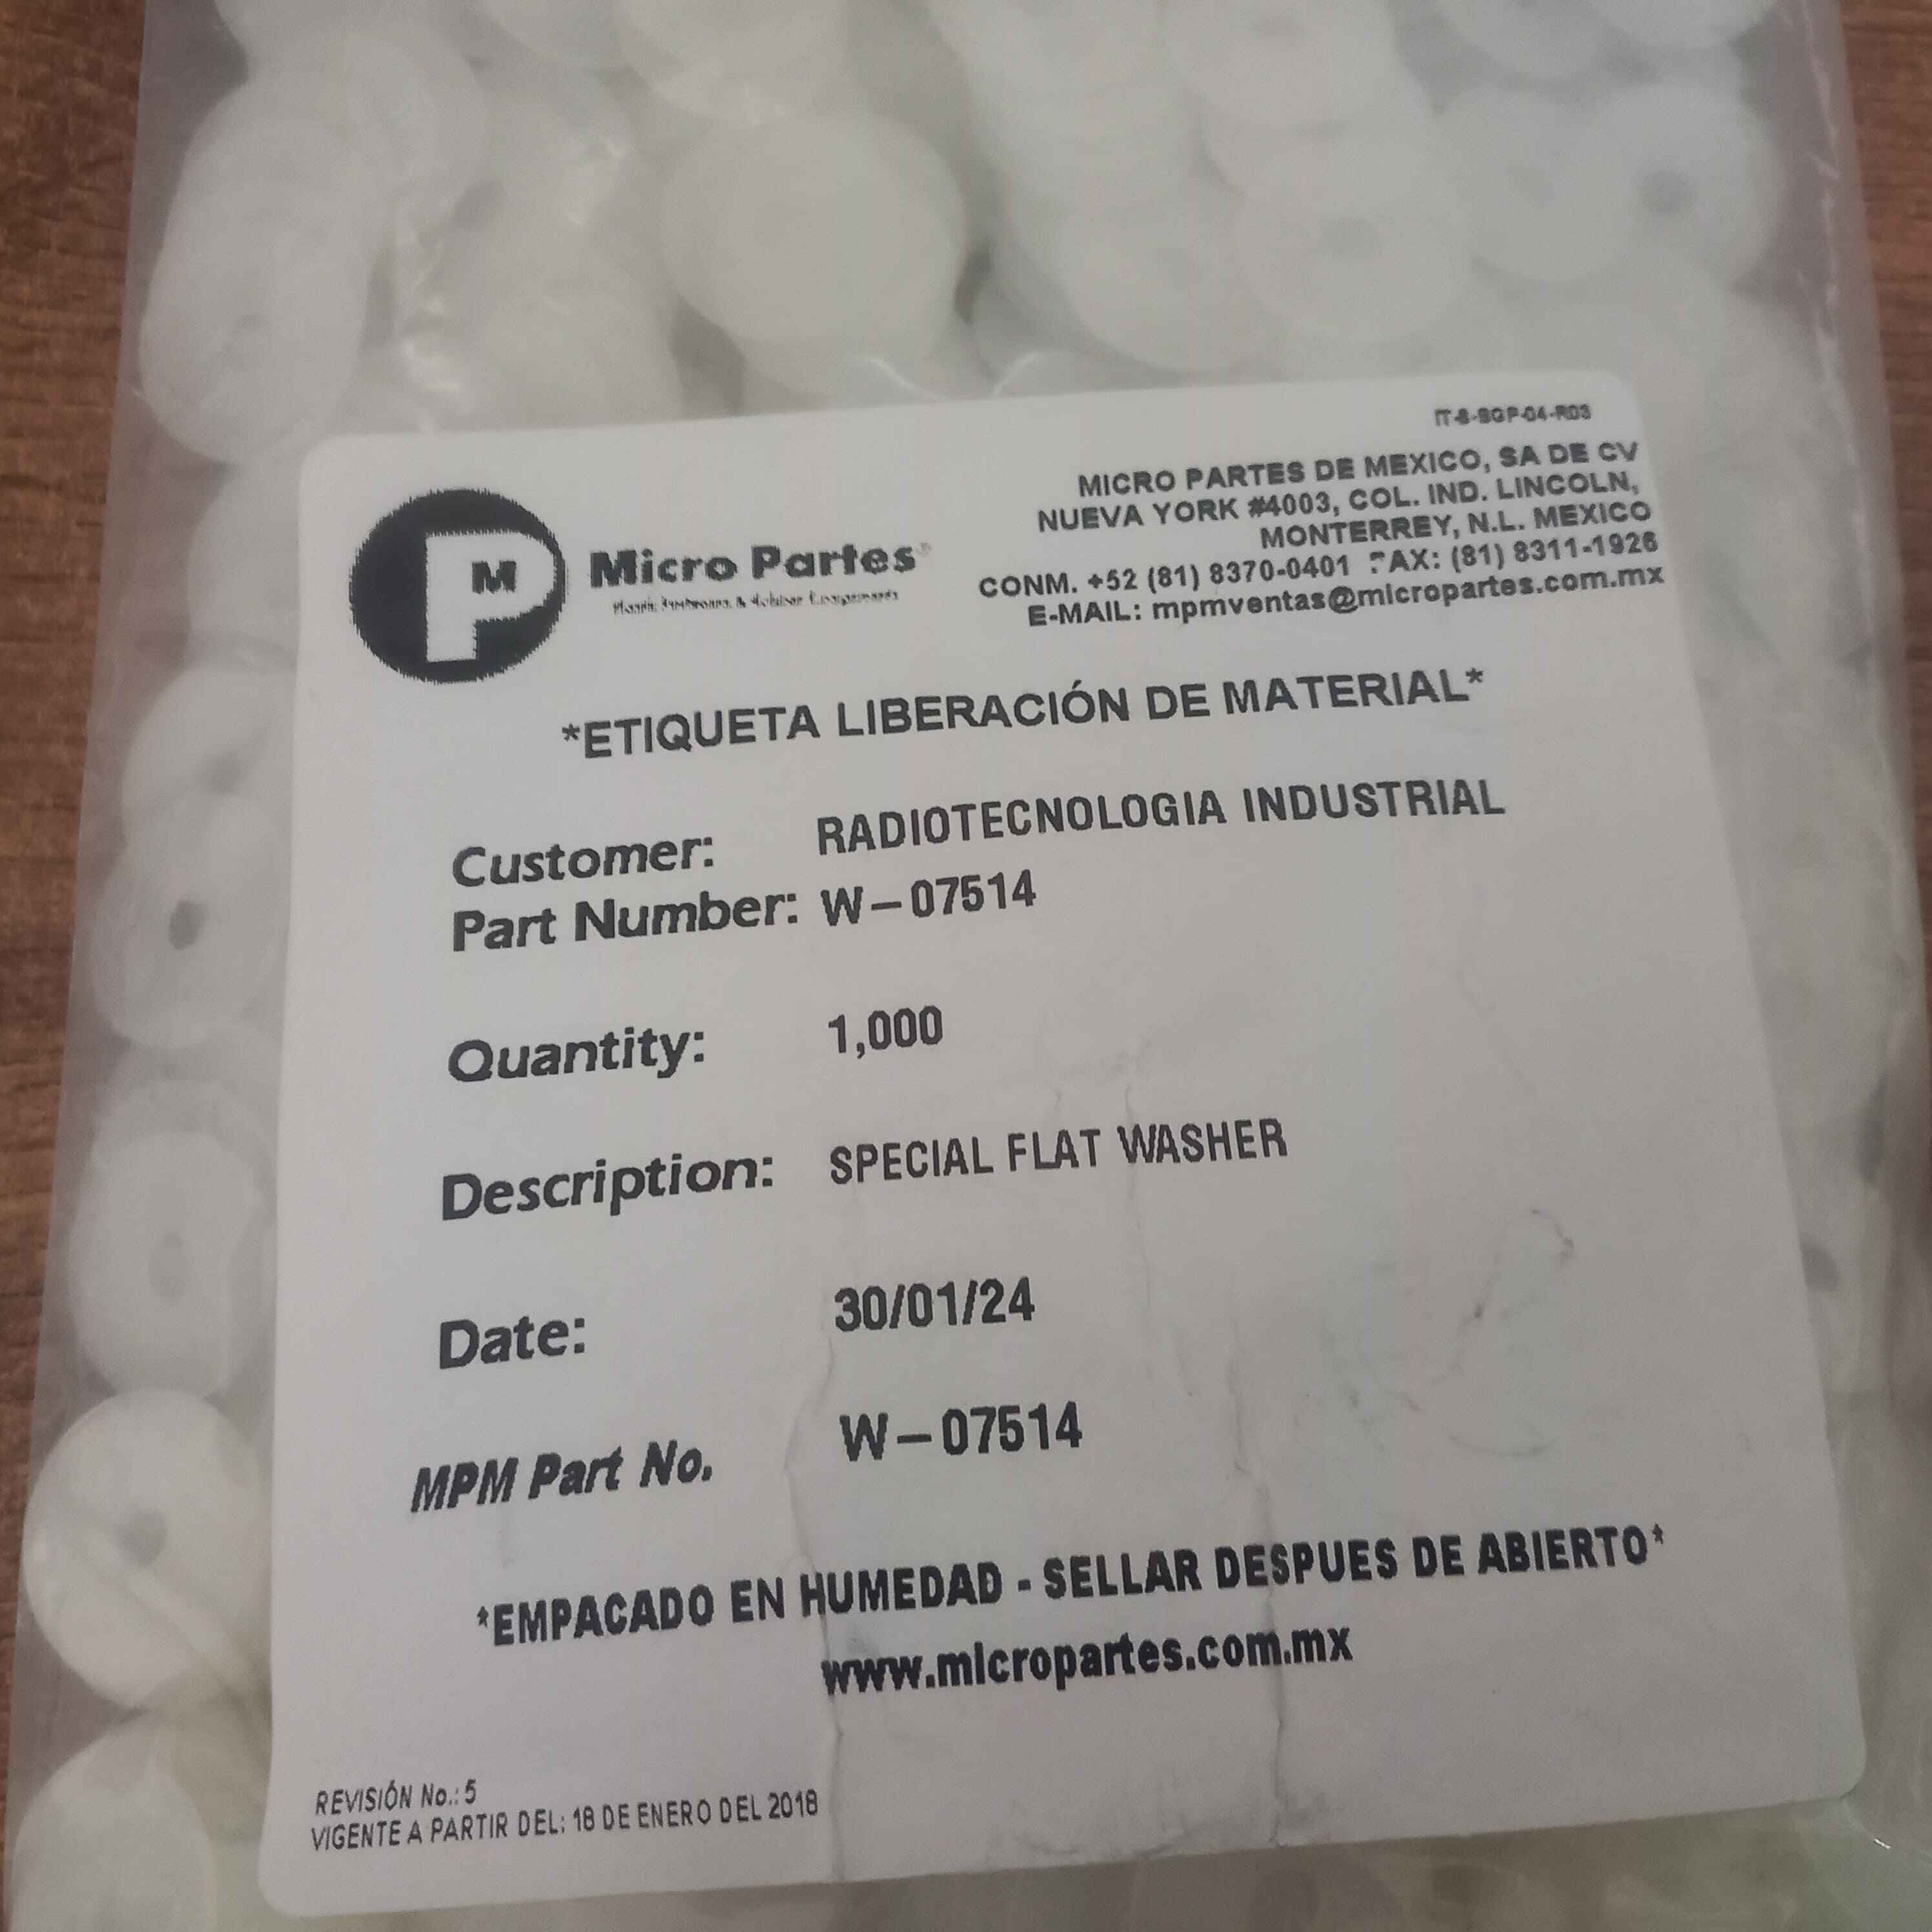 IT-8-SGP-04-R03
MICRO PARTES DE MEXICO, SA DE CV
NUEVA YORK #4003, COL. IND. LINCOLN,
MONTERREY, N.L. MEXICO
CONM. +52 (81) 8370-0401 FAX: (81) 8311-1926
E-MAIL: mpmventas@micropartes.com.mx
PM
Micro Partes®
*ETIQUETA LIBERACIÓN DE MATERIAL*
Customer: RADIOTECNOLOGIA INDUSTRIAL
Part Number: W-07514
Quantity: 1,000
Description: SPECIAL FLAT WASHER
Date: 30/01/24
MPM Part No. W-07514
*EMPACADO EN HUMEDAD - SELLAR DESPUES DE ABIERTO*
www.micropartes.com.mx
REVISIÓN No.: 5
VIGENTE A PARTIR DEL: 18 DE ENERO DEL 2018